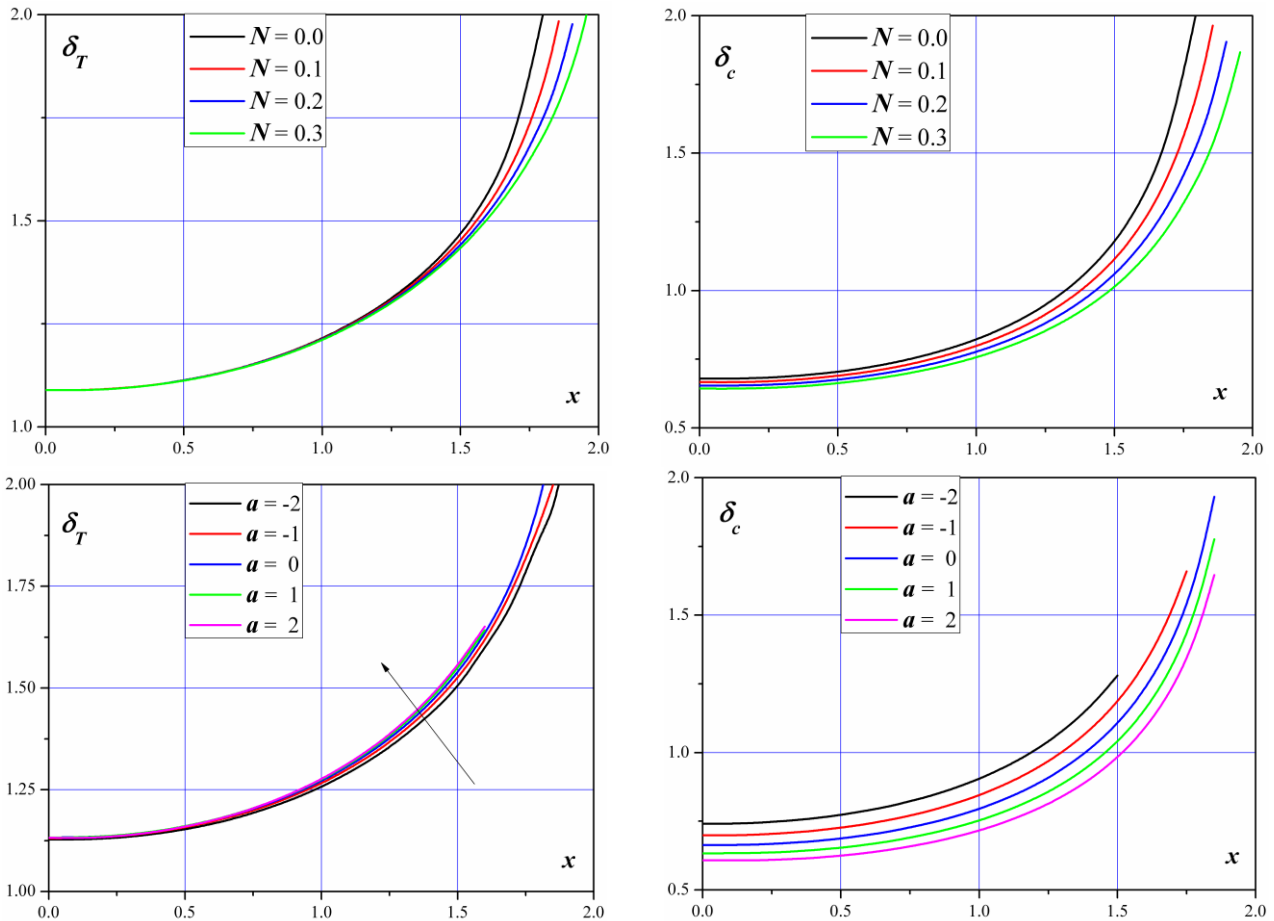 2.0
δT
N = 0.0
N = 0.1
N = 0.2
N = 0.3
1.5
1.0
x
0.0 0.5 1.0 1.5 2.0
2.0
δc
N = 0.0
N = 0.1
N = 0.2
N = 0.3
1.5
1.0
0.5
x
0.0 0.5 1.0 1.5 2.0
2.00
δT
a = -2
a = -1
a = 0
a = 1
a = 2
1.75
1.50
1.25
1.00
x
0.0 0.5 1.0 1.5 2.0
2.0
δc
a = -2
a = -1
a = 0
a = 1
a = 2
1.5
1.0
0.5
x
0.0 0.5 1.0 1.5 2.0